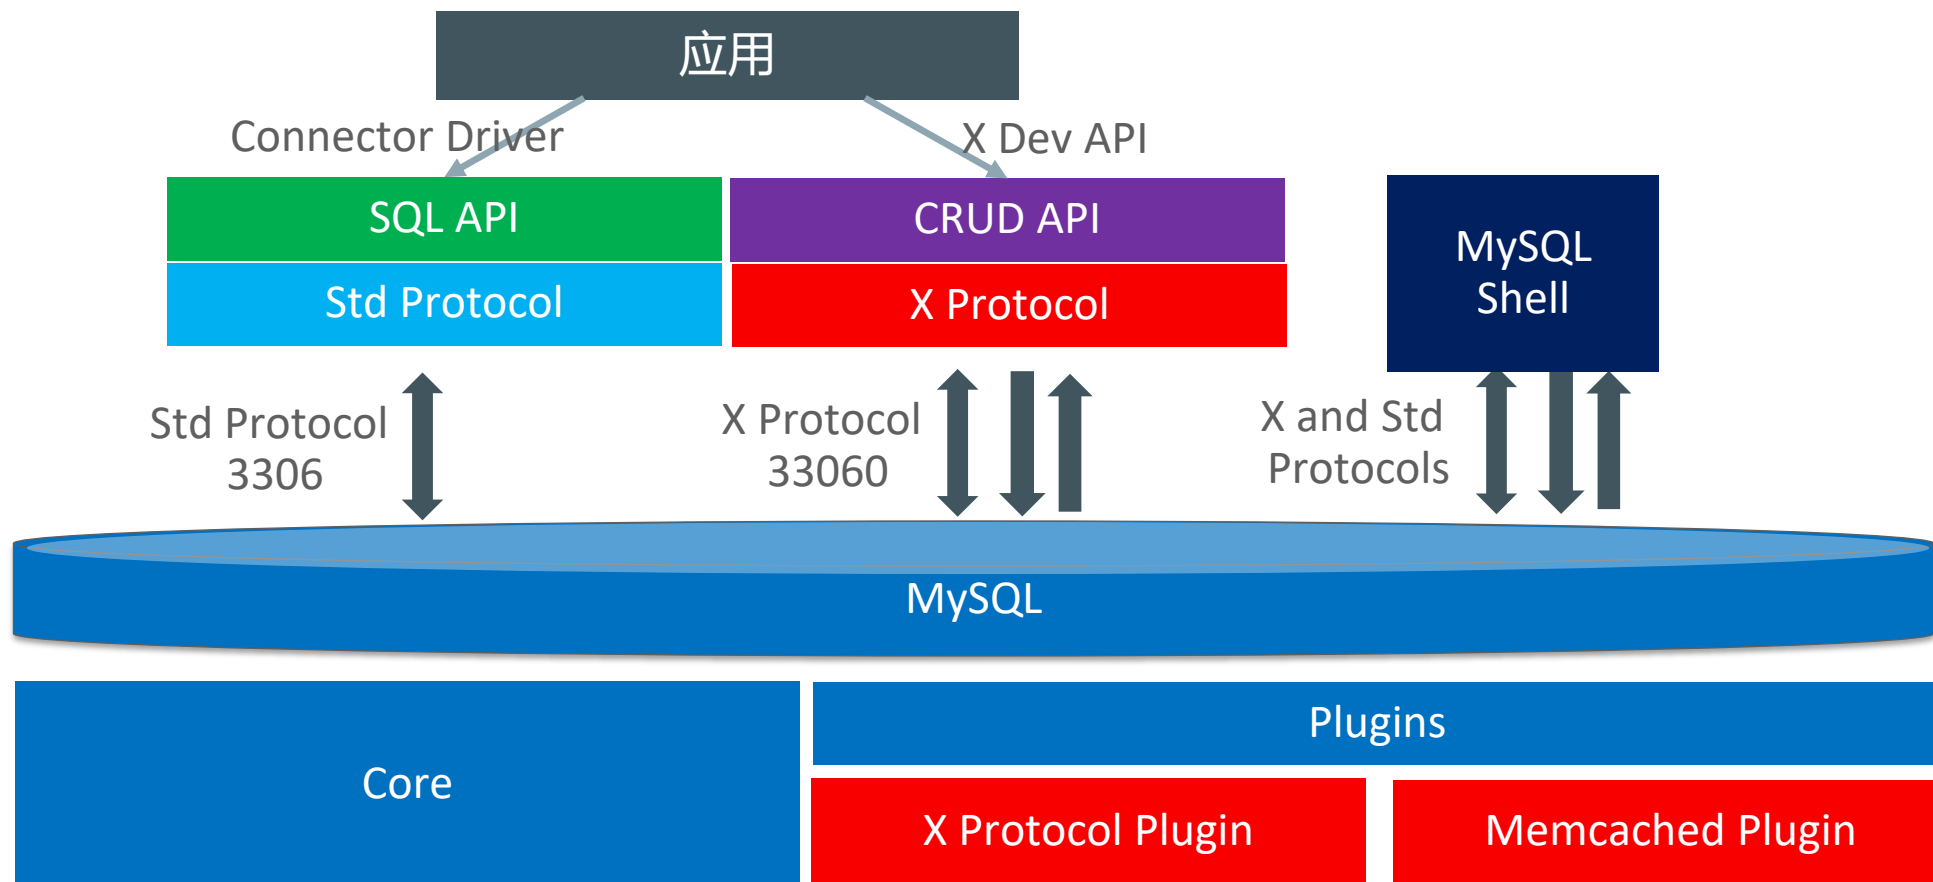 应用
Connector Driver
X Dev API
SQL API
CRUD API
Std Protocol
X Protocol
MySQL
Shell
Std Protocol
3306
X Protocol
33060
X and Std
Protocols
MySQL
Core
Plugins
X Protocol Plugin
Memcached Plugin